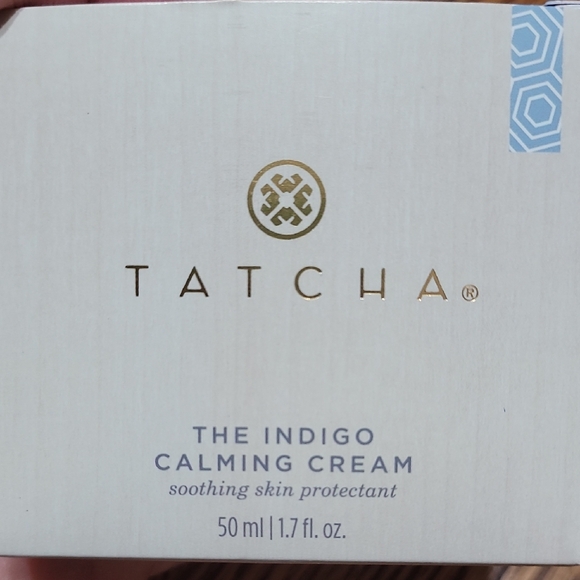 TATCHA®
THE INDIGO
CALMING CREAM
soothing skin protectant
50 ml | 1.7 fl. oz.